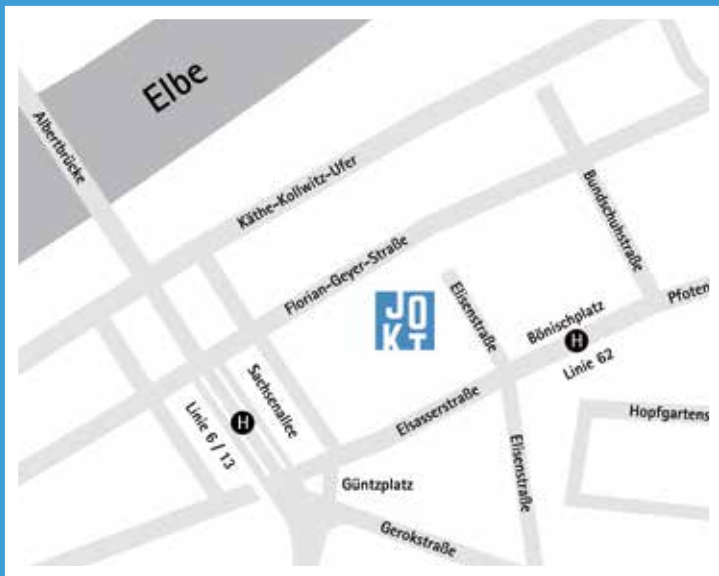 Elbe
Albertbrücke
Käthe-Kollwitz-Ufer
Bundschuhstraße
Florian-Geyer-Straße
Elisenstraße
Pfoten
JO
KT
Bönischplatz
H
Linie 62
Sachsenallee
Linie 6 / 13
H
Elsasserstraße
Hopfgartens
Elisenstraße
Güntzplatz
Gerokstraße